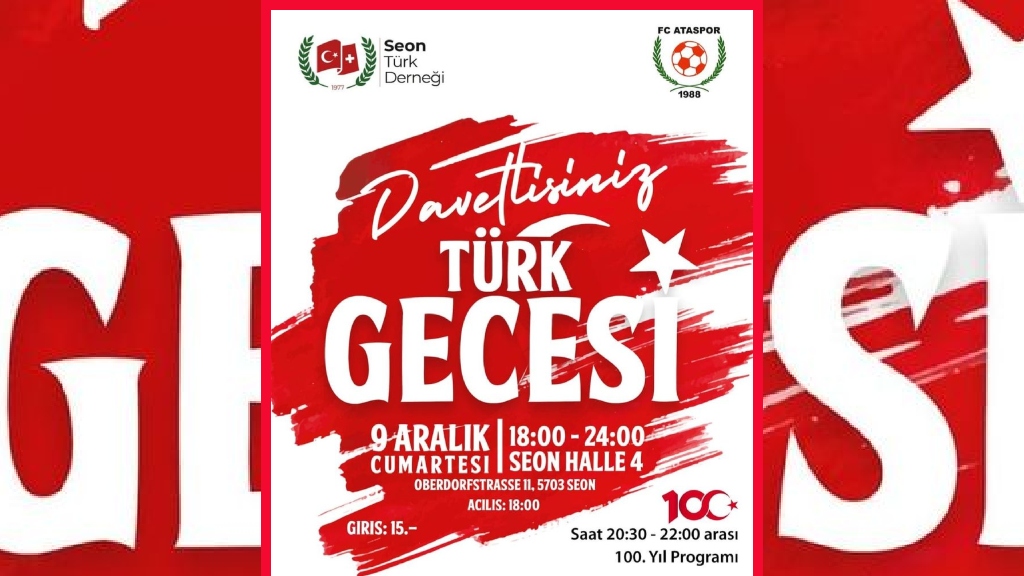 Seon
Türk
Derneği
1977
FC ATASPOR
1988
Davetlisiniz
TÜRK
GECESİ
9 ARALIK
CUMARTESİ
18:00 - 24:00
SEON HALLE 4
OBERDORFSTRASSE 11, 5703 SEON
ACILIS: 18:00
GIRIS: 15.–
100
Saat 20:30 - 22:00 arası
100. Yıl Programı